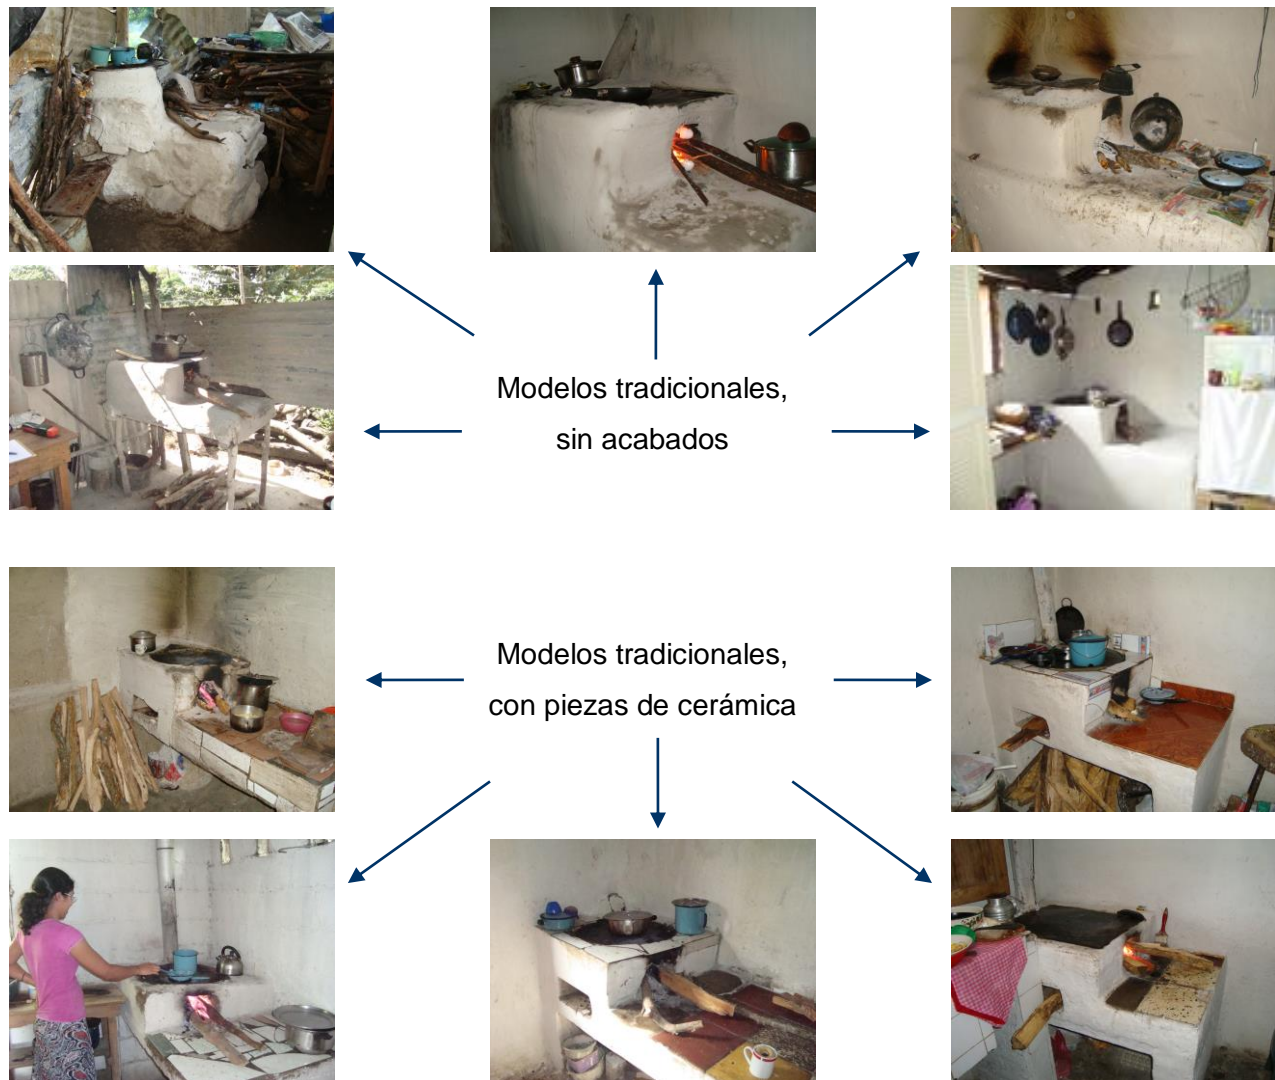 Modelos tradicionales,
sin acabados
Modelos tradicionales,
con piezas de cerámica